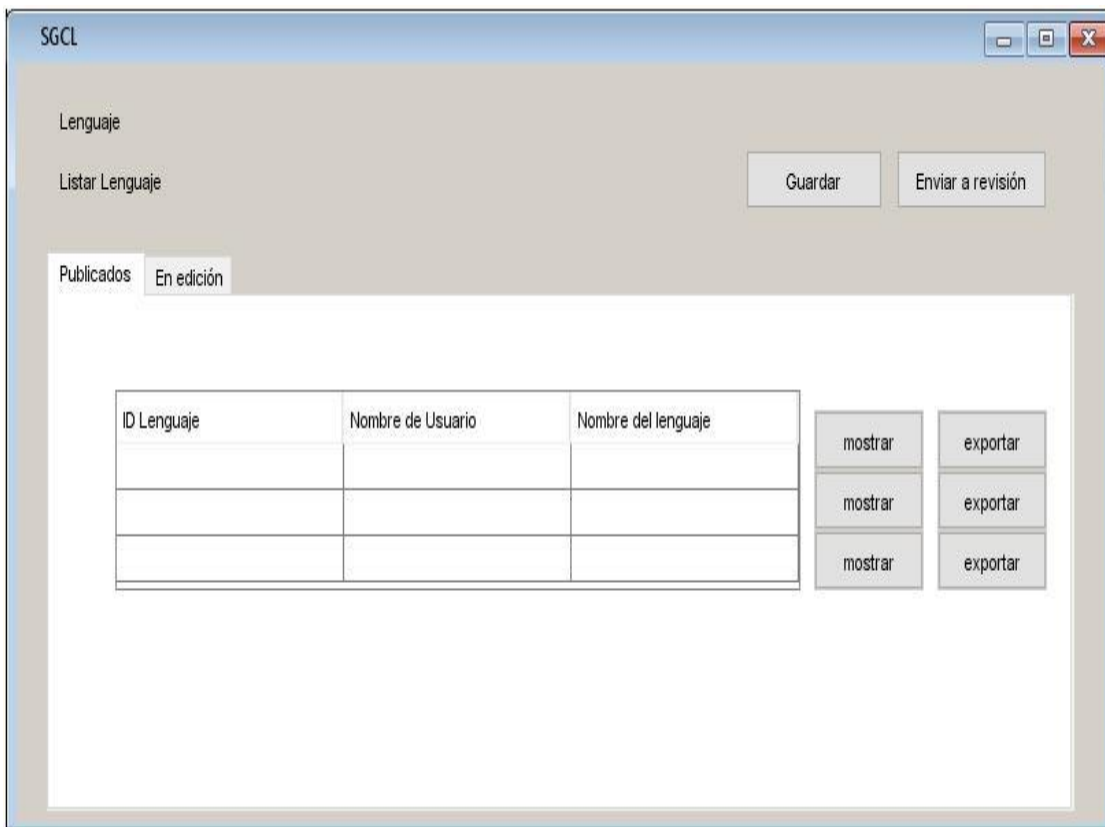 SGCL
Lenguaje
Listar Lenguaje
Guardar
Enviar a revisión
Publicados
En edición
ID Lenguaje
Nombre de Usuario
Nombre del lenguaje
mostrar
exportar
mostrar
exportar
mostrar
exportar